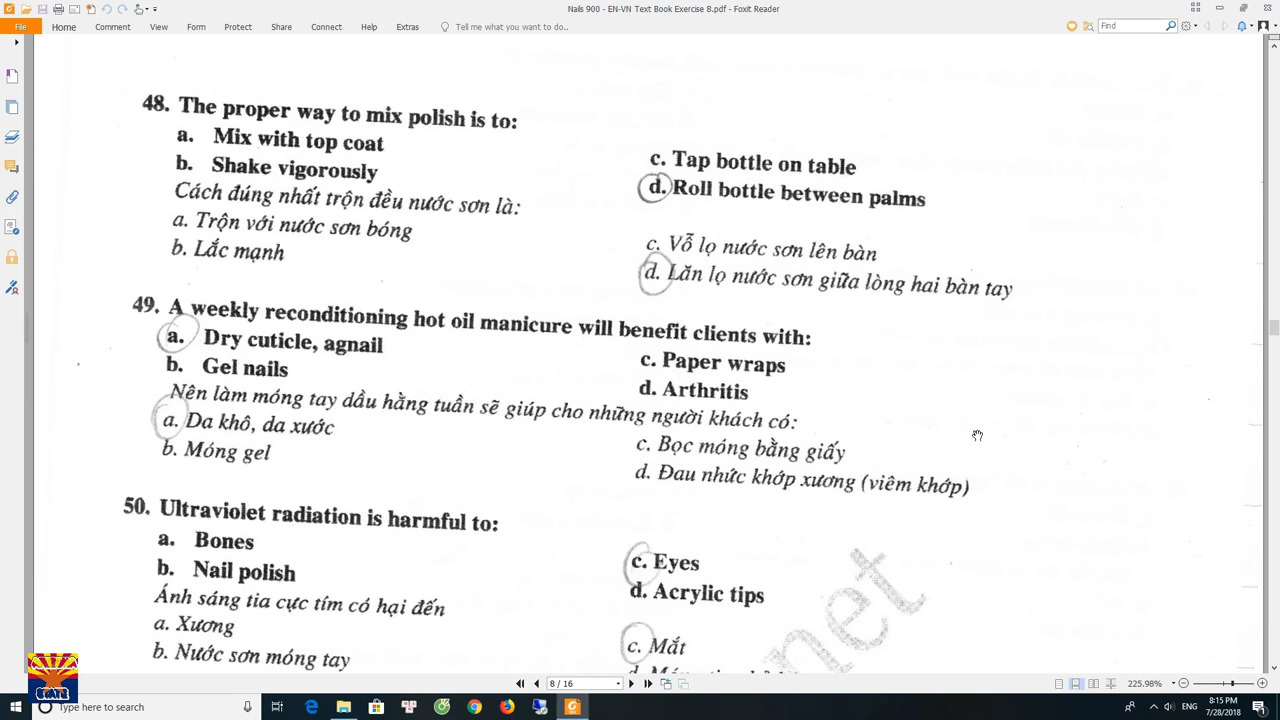 Nails 900 - EN-VN Text Book Exercise 8.pdf - Foxit Reader
File Home Comment View Form Protect Share Connect Help Extras Tell me what you want to do.. Find
48. The proper way to mix polish is to:
a. Mix with top coat
b. Shake vigorously
c. Tap bottle on table
d. Roll bottle between palms
Cách đúng nhất trộn đều nước sơn là:
a. Trộn với nước sơn bóng
b. Lắc mạnh
c. Vỗ lọ nước sơn lên bàn
d. Lăn lọ nước sơn giữa lòng hai bàn tay
49. A weekly reconditioning hot oil manicure will benefit clients with:
a. Dry cuticle, agnail
b. Gel nails
c. Paper wraps
d. Arthritis
Nên làm móng tay dầu hằng tuần sẽ giúp cho những người khách có:
a. Da khô, da xước
b. Móng gel
c. Bọc móng bằng giấy
d. Đau nhức khớp xương (viêm khớp)
50. Ultraviolet radiation is harmful to:
a. Bones
b. Nail polish
c. Eyes
d. Acrylic tips
Ánh sáng tia cực tím có hại đến
a. Xương
b. Nước sơn móng tay
c. Mắt
net
8 / 16
225.98%
STATE
Type here to search
ENG
8:15 PM
7/28/2018